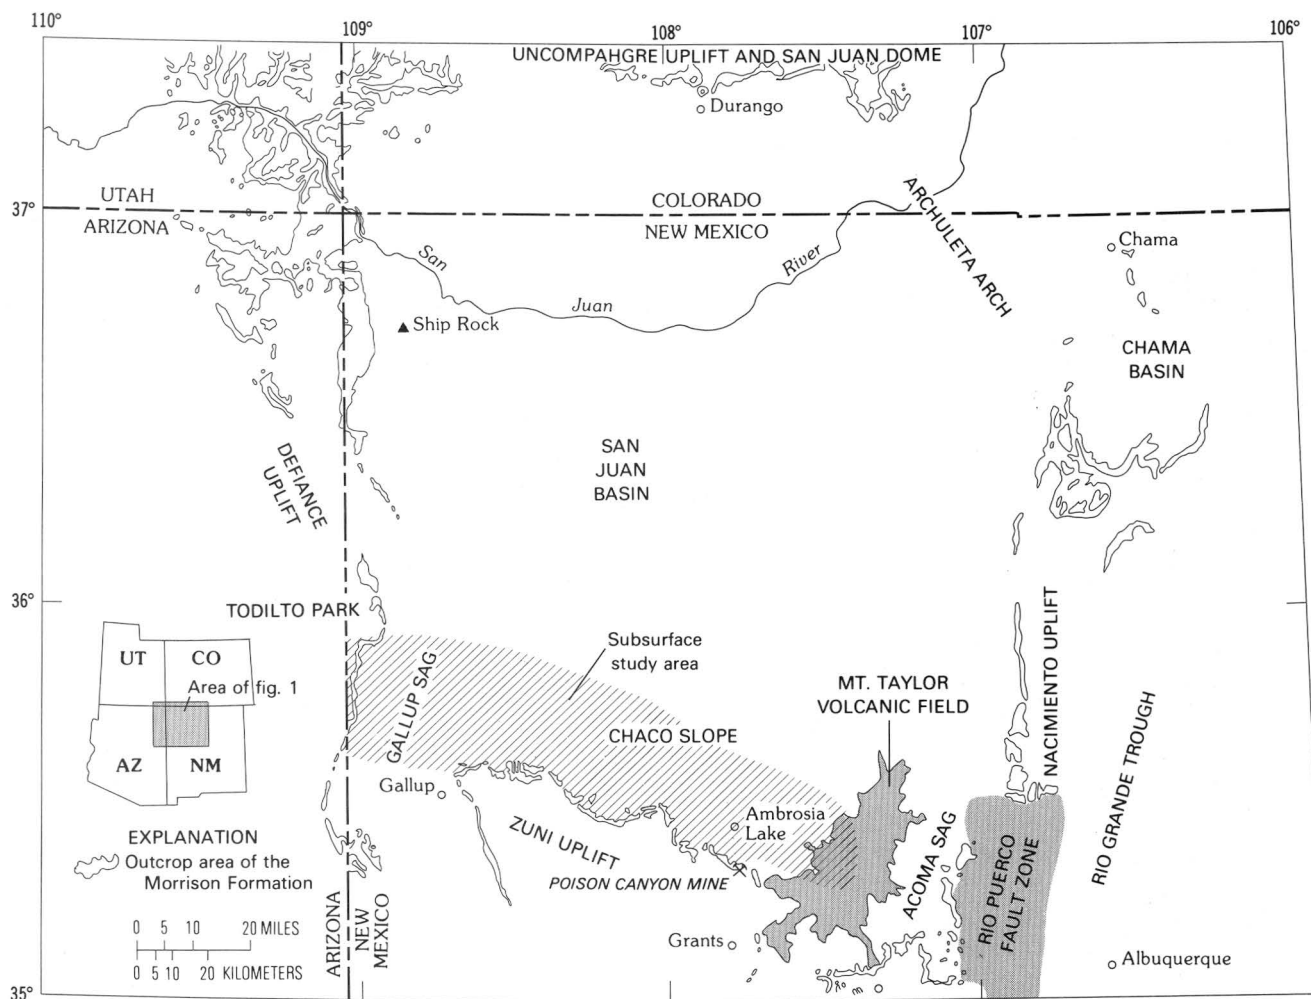 110°
109°
108°
107°
106°
UNCOMPAHGRE UPLIFT AND SAN JUAN DOME
Durango
UTAH
COLORADO
37°
ARIZONA
NEW MEXICO
ARCHULETA ARCH
Chama
San
Juan
River
Ship Rock
CHAMA
BASIN
SAN
JUAN
BASIN
DEFIANCE
UPLIFT
36°
TODILTO PARK
NACIMIENTO UPLIFT
Subsurface
study area
UT
CO
Area of fig. 1
AZ
NM
GALLUP SAG
MT. TAYLOR
VOLCANIC FIELD
CHACO SLOPE
RIO GRANDE TROUGH
Gallup
Ambrosia
Lake
ZUNI UPLIFT
POISON CANYON MINE
ACOMA SAG
RIO PUERCO
FAULT ZONE
EXPLANATION
Outcrop area of the
Morrison Formation
0 5 10 20 MILES
0 5 10 20 KILOMETERS
ARIZONA
NEW
MEXICO
Grants
Albuquerque
35°